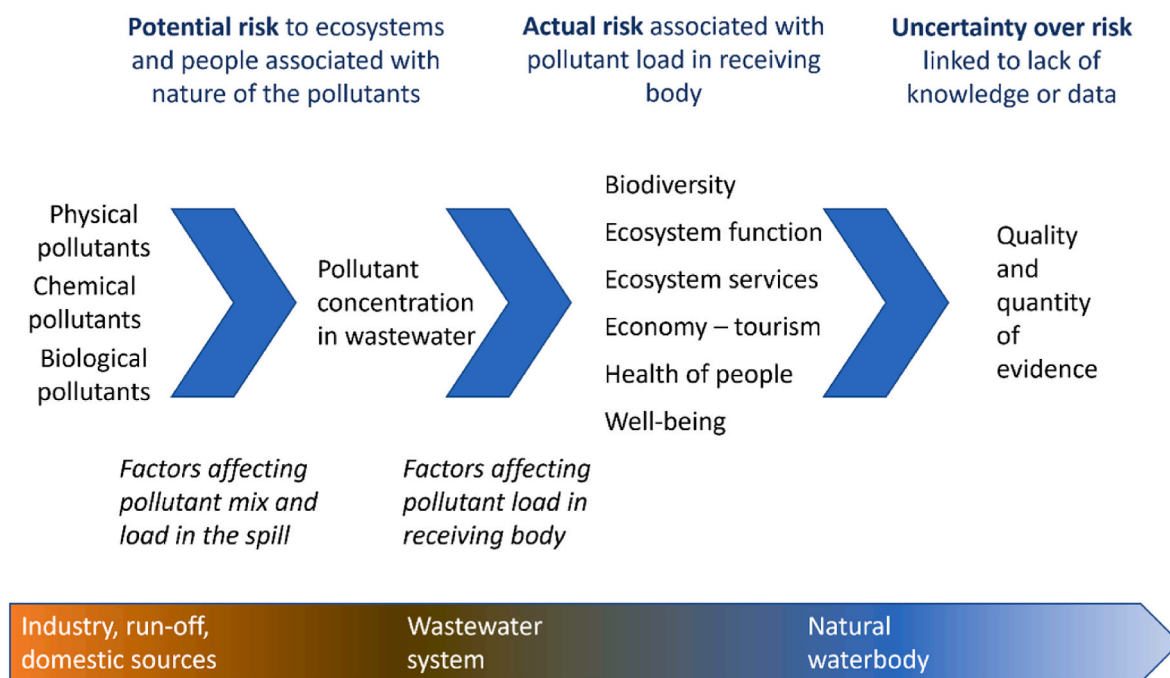 Potential risk to ecosystems
and people associated with
nature of the pollutants
Actual risk associated with
pollutant load in receiving
body
Uncertainty over risk
linked to lack of
knowledge or data
Physical
pollutants
Chemical
pollutants
Biological
pollutants
Pollutant
concentration
in wastewater
Biodiversity
Ecosystem function
Ecosystem services
Economy – tourism
Health of people
Well-being
Quality
and
quantity
of
evidence
Factors affecting
pollutant mix and
load in the spill
Factors affecting
pollutant load in
receiving body
Industry, run-off,
domestic sources
Wastewater
system
Natural
waterbody